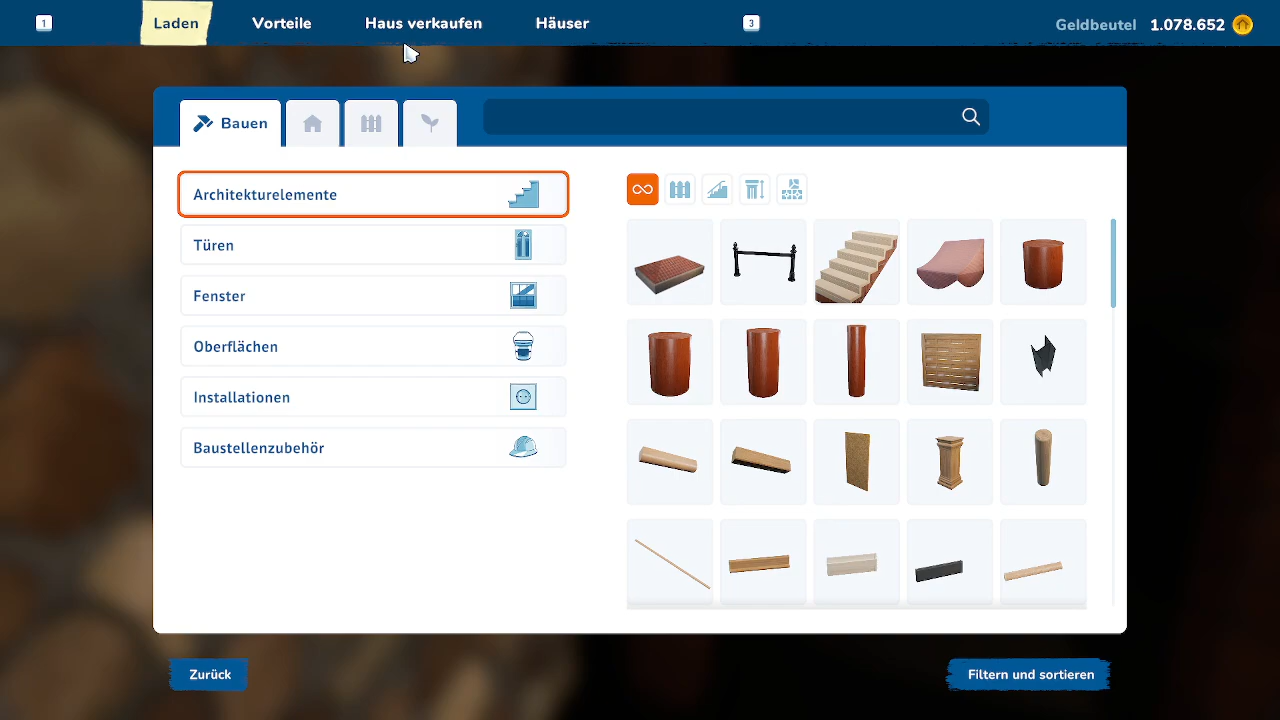 1
Laden
Vorteile
Haus verkaufen
Häuser
3
Geldbeutel 1.078.652
Bauen
Architekturelemente
Türen
Fenster
Oberflächen
Installationen
Baustellenzubehör
Zurück
Filtern und sortieren